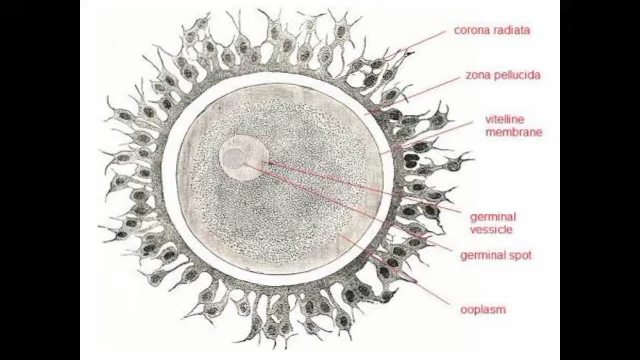 corona radiata
zona pellucida
vitelline
membrane
germinal
vessicle
germinal spot
ooplasm